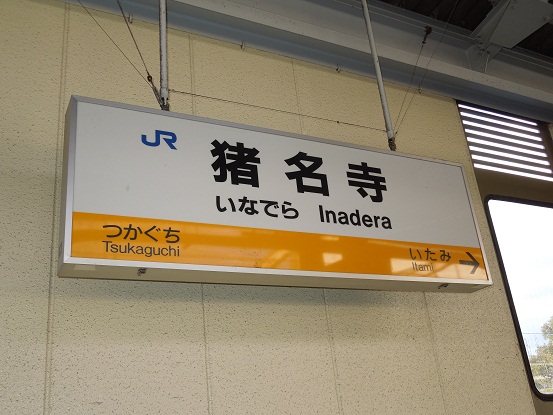 JR 猪名寺
いなでら Inadera
つかぐち いたみ →
Tsukaguchi Itami